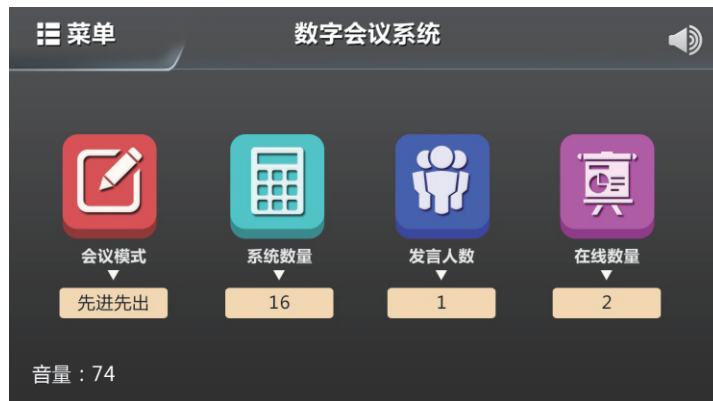 菜单
数字会议系统
会议模式
系统数量
发言人数
在线数量
先进先出
16
1
2
音量：74